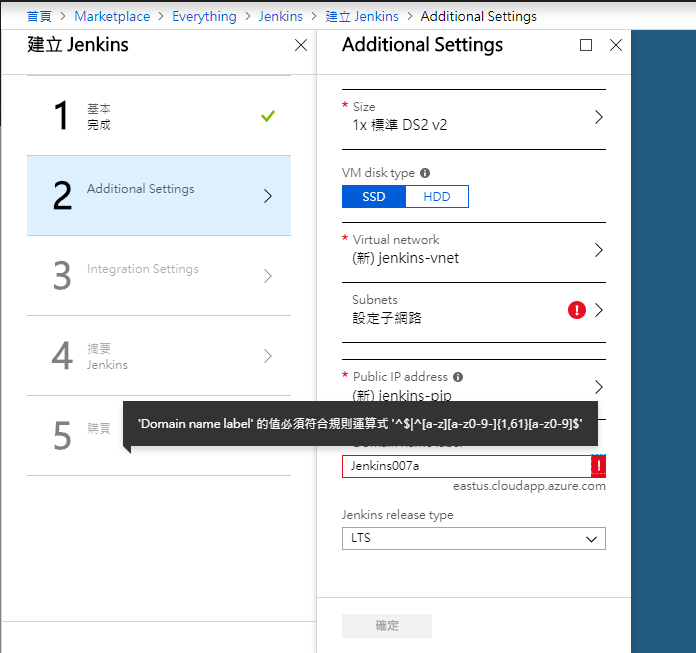 首頁 > Marketplace > Everything > Jenkins > 建立 Jenkins > Additional Settings
建立 Jenkins
1
基本
完成
2
Additional Settings
3
Integration Settings
4
摘要
Jenkins
5
購買
Additional Settings
* Size
1x 標準 DS2 v2
VM disk type
SSD
HDD
* Virtual network
(新) jenkins-vnet
Subnets
設定子網路
* Public IP address
(新) jenkins-pip
'Domain name label' 的值必須符合規則運算式 '^$|^[a-z][a-z0-9-]{1,61}[a-z0-9]$'
Domain name label
Jenkins007a
eastus.cloudapp.azure.com
Jenkins release type
LTS
確定